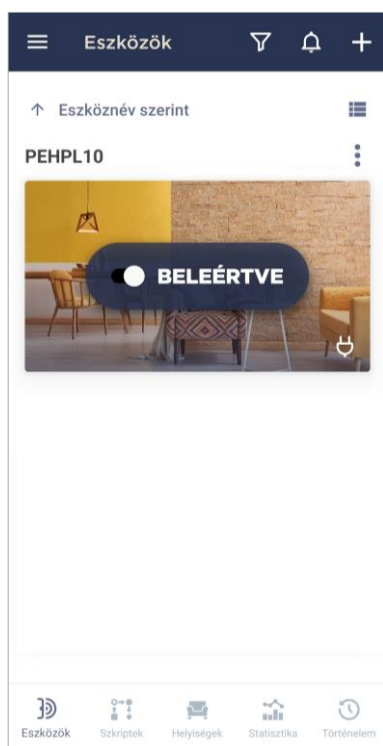 Eszközök
Eszköznév szerint
PEHPL10
BELEÉRTVE
Eszközök Szkriptek Helyiségek Statisztika Történelem